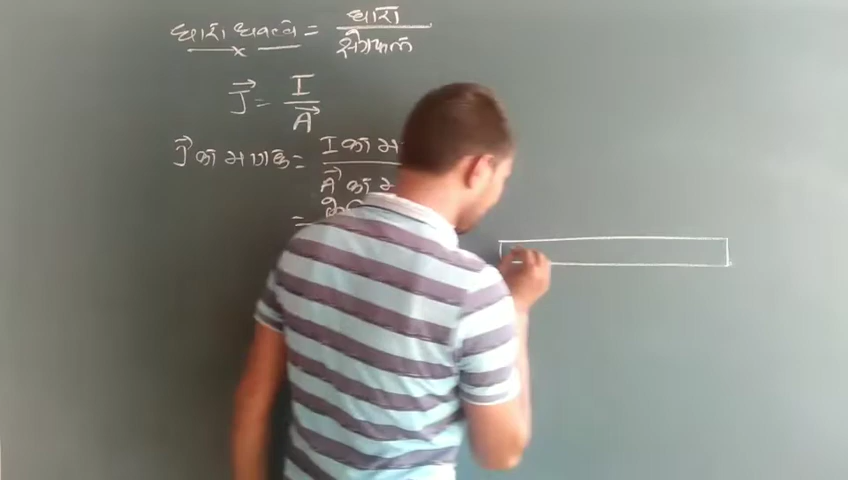 धारा घनत्व = धारा / क्षेत्रफल
J⃗ = I / A⃗
J⃗ का मात्रक = I का / A⃗ का
=